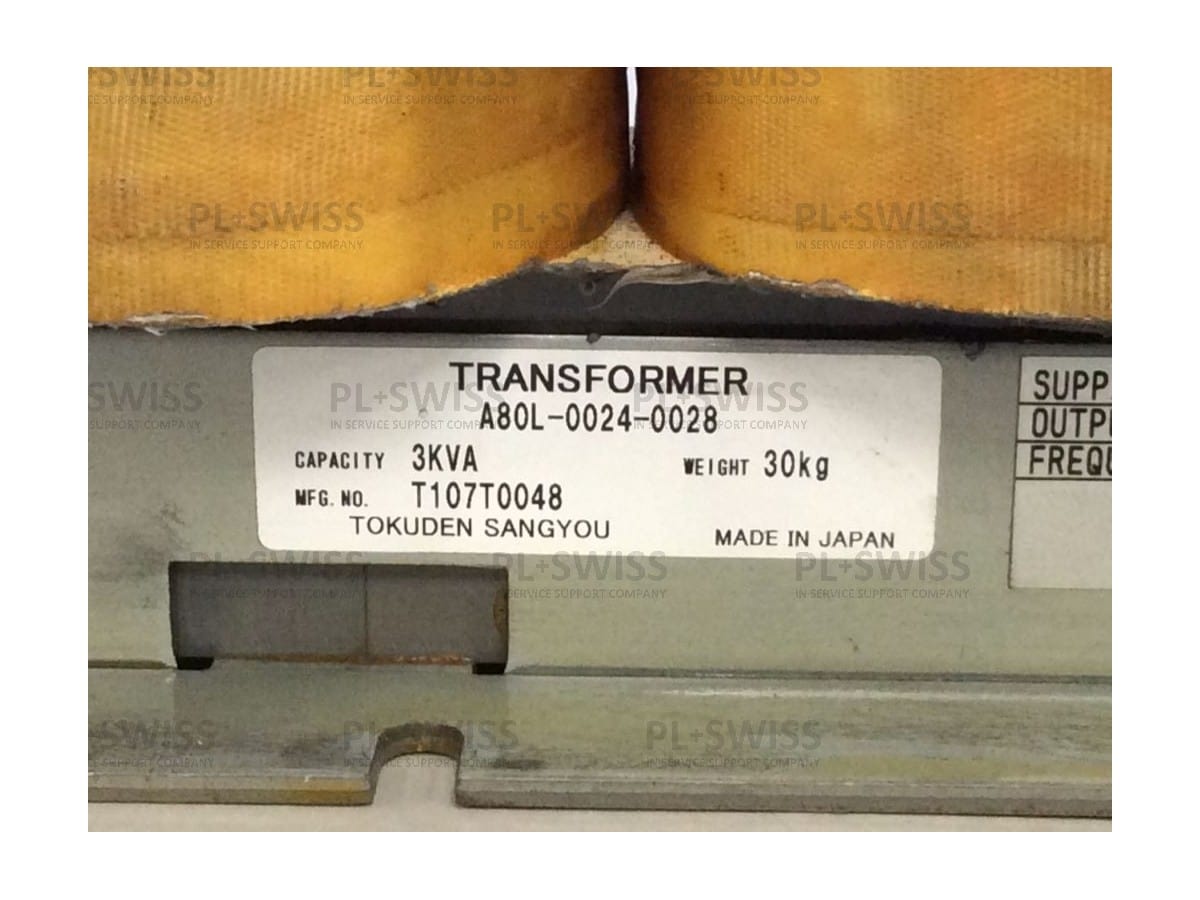 TRANSFORMER
A80L-0024-0028
CAPACITY 3KVA WEIGHT 30kg
MFG. NO. T107T0048
TOKUDEN SANGYOU
MADE IN JAPAN
SUPP
OUTPU
FREQU
PL+SWISS
IN SERVICE SUPPORT COMPANY